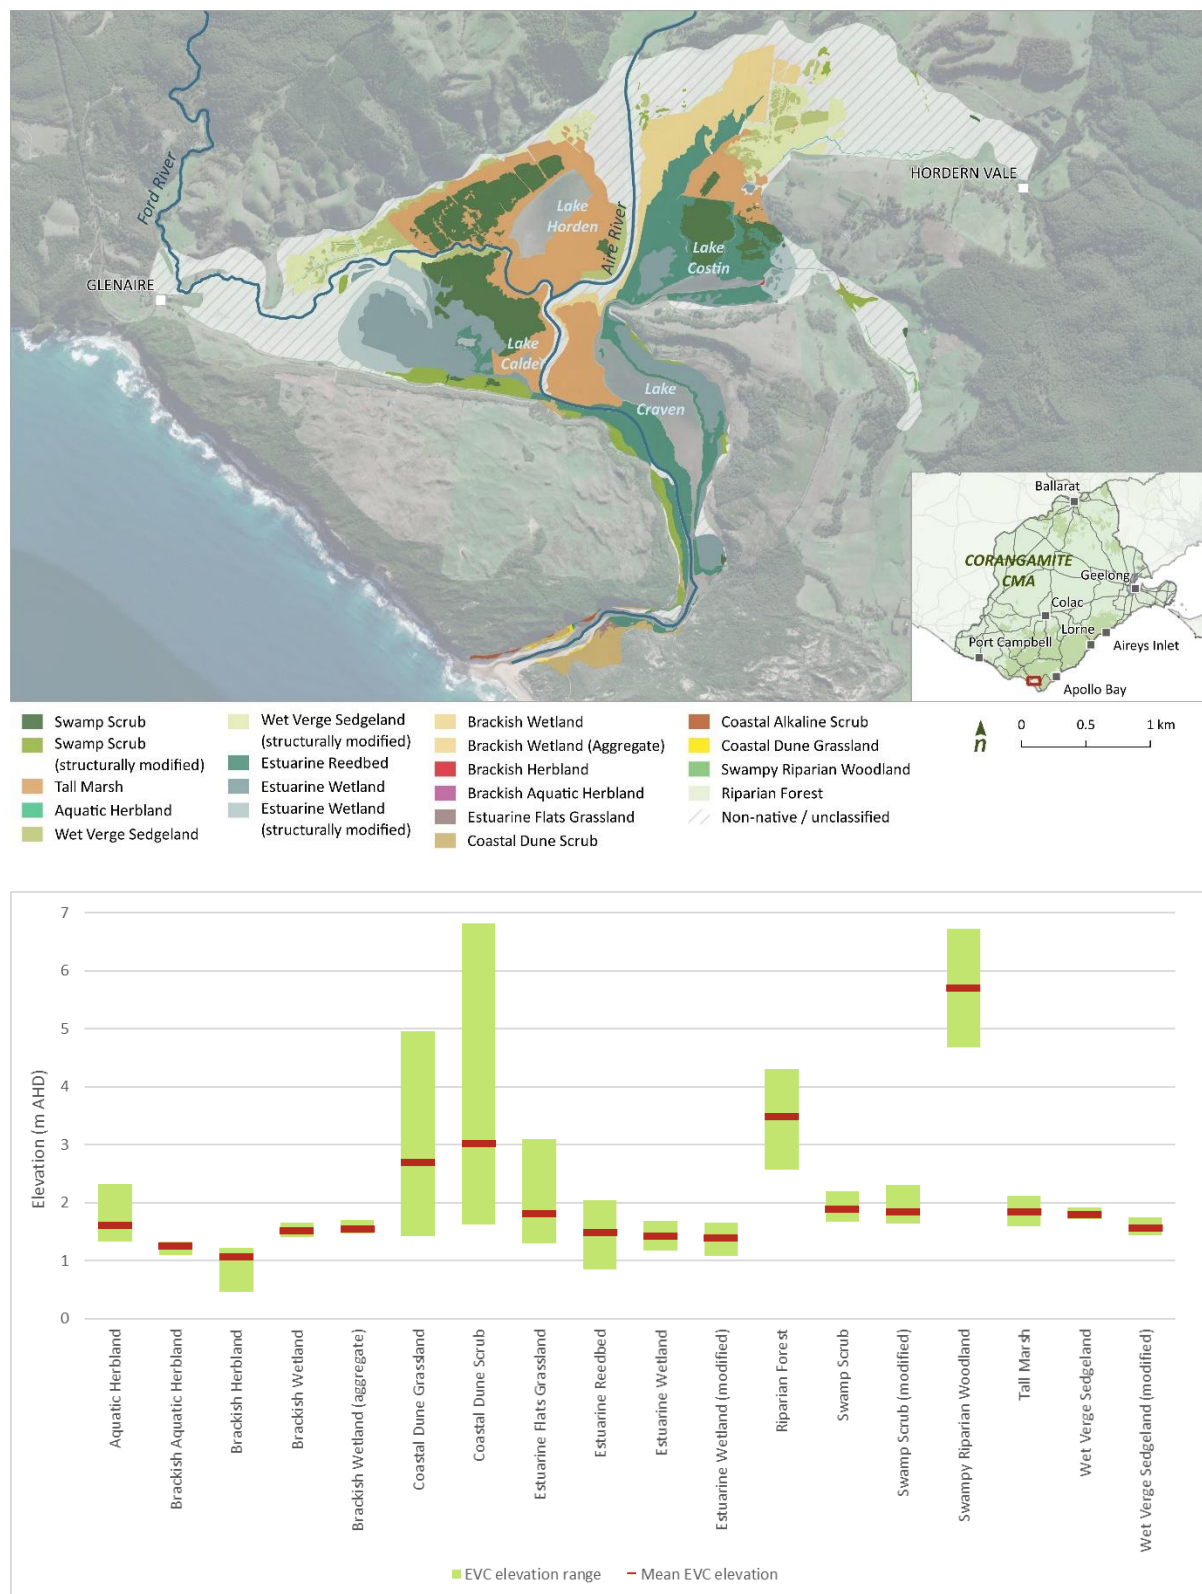 Ford River
GLENAIRE
Lake
Horden
Aire River
HORDERN VALE
Lake
Costin
Lake
Calder
Lake
Craven
Ballarat
CORANGAMITE
CMA
Geelong
Colac
Lorne
Port Campbell
Aireys Inlet
Apollo Bay
Swamp Scrub
Swamp Scrub
(structurally modified)
Tall Marsh
Aquatic Herbland
Wet Verge Sedgeland
Wet Verge Sedgeland
(structurally modified)
Estuarine Reedbed
Estuarine Wetland
Estuarine Wetland
(structurally modified)
Brackish Wetland
Brackish Wetland (Aggregate)
Brackish Herbland
Brackish Aquatic Herbland
Estuarine Flats Grassland
Coastal Dune Scrub
Coastal Alkaline Scrub
Coastal Dune Grassland
Swampy Riparian Woodland
Riparian Forest
Non-native / unclassified
n
0 0.5 1 km
Elevation (m AHD)
7
6
5
4
3
2
1
0
Aquatic Herbland
Brackish Aquatic Herbland
Brackish Herbland
Brackish Wetland
Brackish Wetland (aggregate)
Coastal Dune Grassland
Coastal Dune Scrub
Estuarine Flats Grassland
Estuarine Reedbed
Estuarine Wetland
Estuarine Wetland (modified)
Riparian Forest
Swamp Scrub
Swamp Scrub (modified)
Swampy Riparian Woodland
Tall Marsh
Wet Verge Sedgeland
Wet Verge Sedgeland (modified)
EVC elevation range
Mean EVC elevation